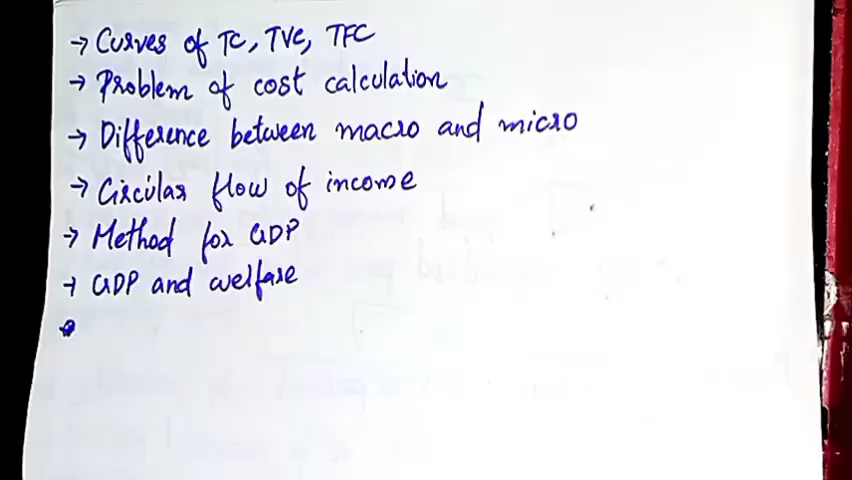 → Curves of TC, TVC, TFC
→ Problem of cost calculation
→ Difference between macro and micro
→ Circular flow of income
→ Method for GDP
→ GDP and welfare